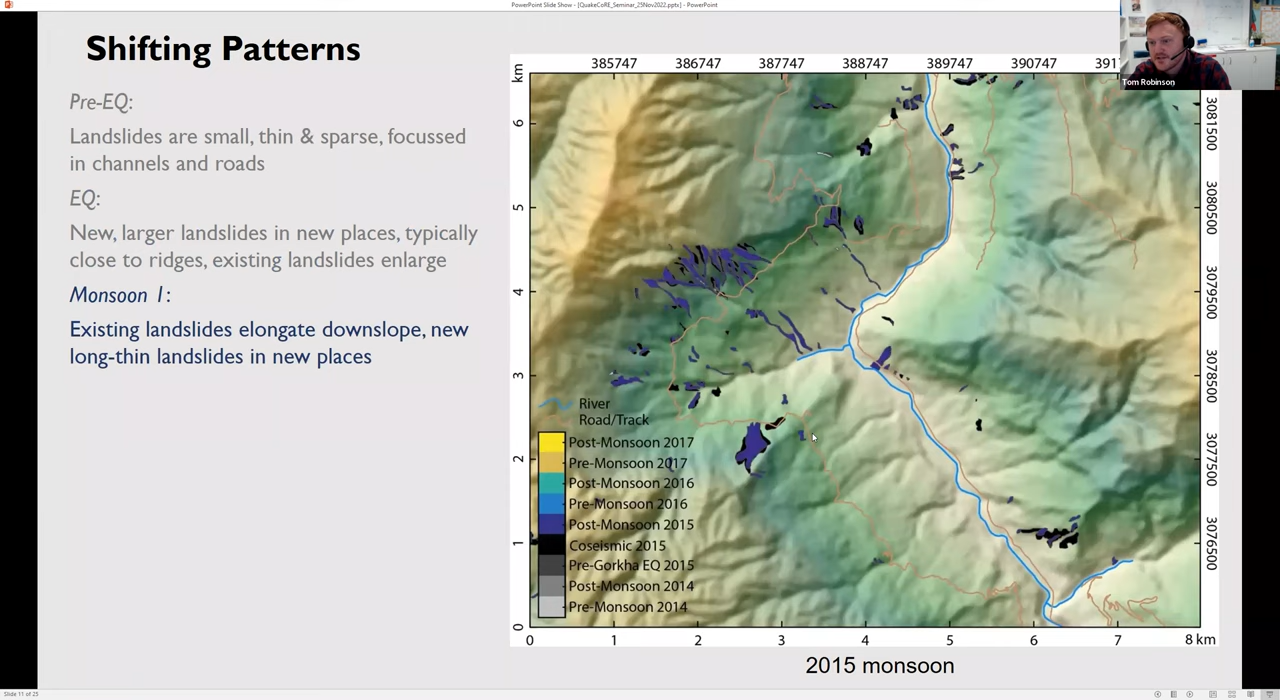 PowerPoint Slide Show - [QuakeCoRE_Seminar_25Nov2022.pptx] - PowerPoint
Tom Robinson
Shifting Patterns
Pre-EQ:
Landslides are small, thin & sparse, focussed
in channels and roads
EQ:
New, larger landslides in new places, typically
close to ridges, existing landslides enlarge
Monsoon 1:
Existing landslides elongate downslope, new
long-thin landslides in new places
385747 386747 387747 388747 389747 390747 391
km
6
5
4
3
2
1
0
3081500
3080500
3079500
3078500
3077500
3076500
River
Road/Track
Post-Monsoon 2017
Pre-Monsoon 2017
Post-Monsoon 2016
Pre-Monsoon 2016
Post-Monsoon 2015
Coseismic 2015
Pre-Gorkha EQ 2015
Post-Monsoon 2014
Pre-Monsoon 2014
0 1 2 3 4 5 6 7 8 km
2015 monsoon
Slide 11 of 25